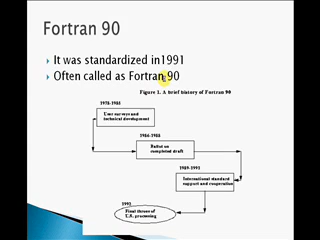 Fortran 90
It was standardized in1991
Often called as Fortran 90
Figure 1. A brief history of Fortran 90
1978-1985
User surveys and
technical development
1986-1988
Ballot on
completed draft
1989-1991
International standard
support and cooperation
Final throes of
U.S. processing